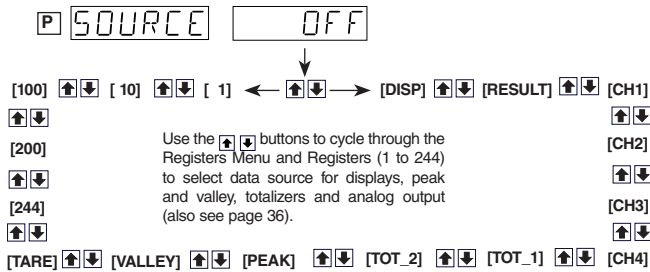 P SOURCE OFF
[100] [ 10] [ 1] [DISP] [RESULT] [CH1]
[200] [CH2]
[244] [CH3]
[TARE] [VALLEY] [PEAK] [TOT_2] [TOT_1] [CH4]
Use the buttons to cycle through the
Registers Menu and Registers (1 to 244)
to select data source for displays, peak
and valley, totalizers and analog output
(also see page 36).